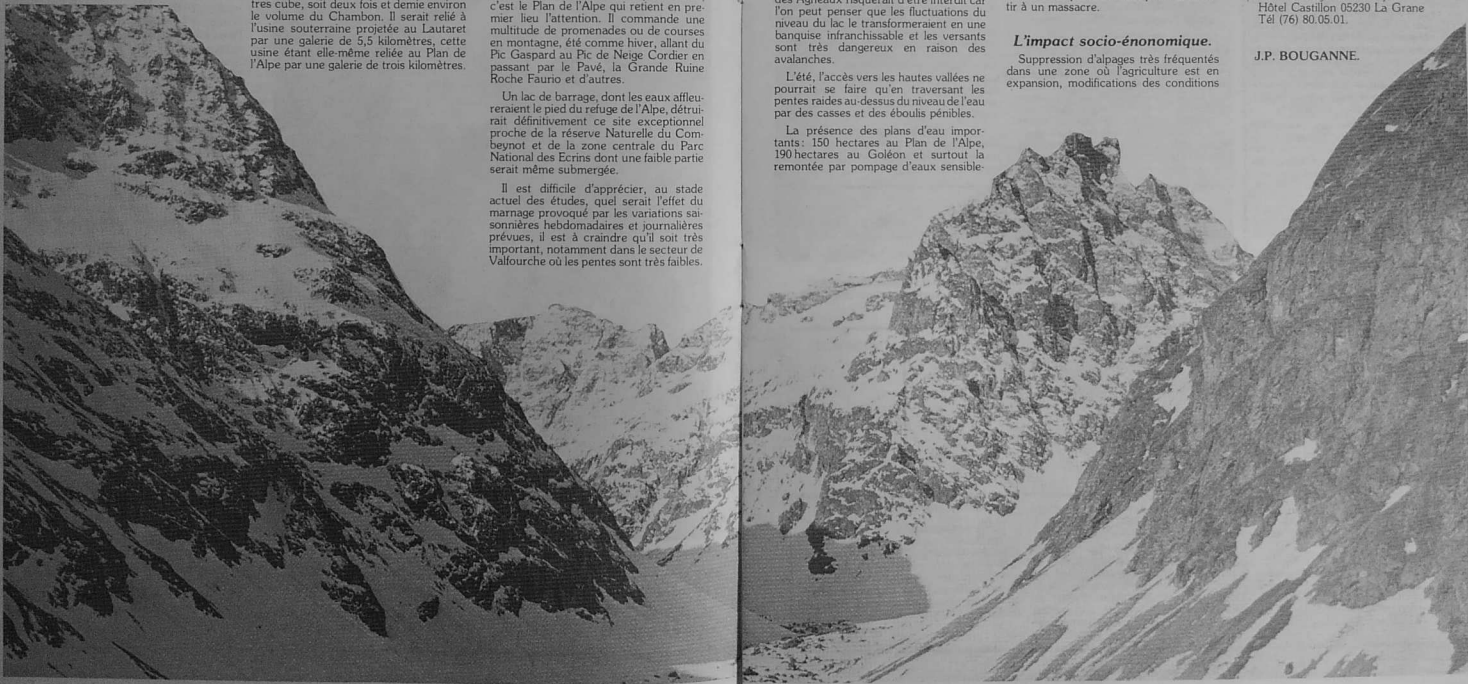 tres cube, soit deux fois et demie environ
le volume du Chambon. Il serait relié à
l'usine souterraine projetée au Lautaret
par une galerie de 5,5 kilomètres, cette
usine étant elle-même reliée au Plan de
l'Alpe par une galerie de trois kilomètres.
c'est le Plan de l'Alpe qui retient en pre-
mier lieu l'attention. Il commande une
multitude de promenades ou de courses
en montagne, été comme hiver, allant du
Pic Gaspard au Pic de Neige Cordier en
passant par le Pavé, la Grande Ruine
Roche Faurio et d'autres.
Un lac de barrage, dont les eaux affleu-
reraient le pied du refuge de l'Alpe, détrui-
rait définitivement ce site exceptionnel
proche de la réserve Naturelle du Com-
beynot et de la zone centrale du Parc
National des Ecrins dont une faible partie
serait même submergée.
Il est difficile d'apprécier, au stade
actuel des études, quel serait l'effet du
marnage provoqué par les variations sai-
sonnières hebdomadaires et journalières
prévues, il est à craindre qu'il soit très
important, notamment dans le secteur de
Valfourche où les pentes sont très faibles.
des Agneaux risquerait d'être interdit car
l'on peut penser que les fluctuations du
niveau du lac le transformeraient en une
banquise infranchissable et les versants
sont très dangereux en raison des
avalanches.
L'été, l'accès vers les hautes vallées ne
pourrait se faire qu'en traversant les
pentes raides au-dessus du niveau de l'eau
par des casses et des éboulis pénibles.
La présence des plans d'eau impor-
tants: 150 hectares au Plan de l'Alpe,
190 hectares au Goléon et surtout la
remontée par pompage d'eaux sensible-
tir à un massacre.
L'impact socio-énonomique.
Suppression d'alpages très fréquentés
dans une zone où l'agriculture est en
expansion, modifications des conditions
Hôtel Castillon 05230 La Grane
Tél (76) 80.05.01.
J.P. BOUGANNE.